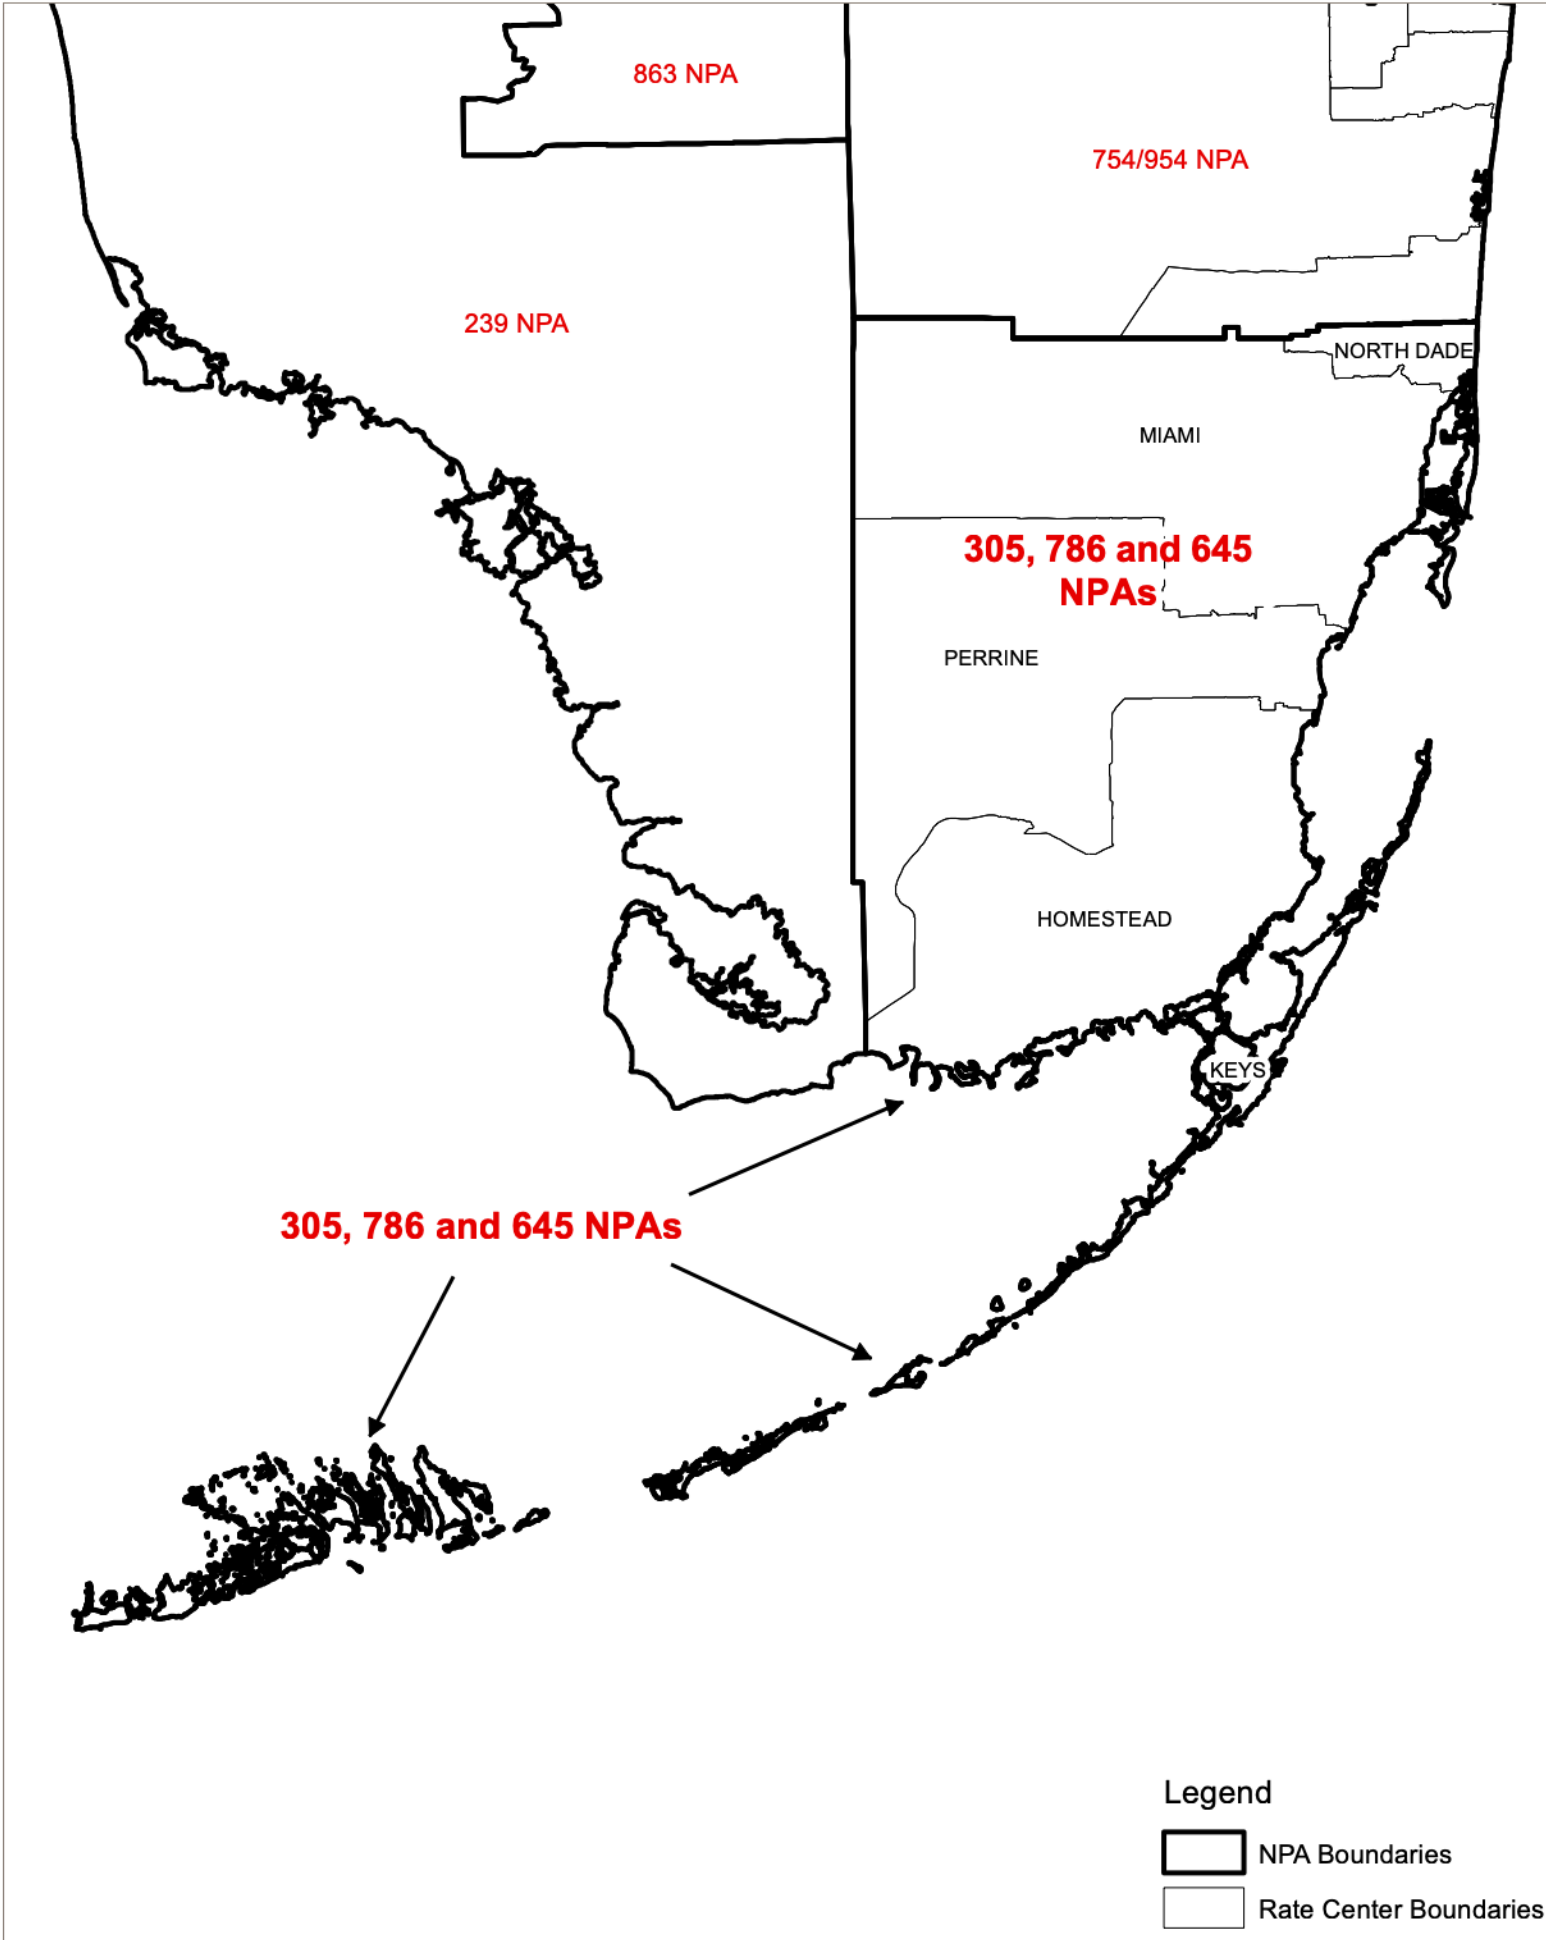 863 NPA
754/954 NPA
239 NPA
NORTH DADE
MIAMI
305, 786 and 645
NPAs
PERRINE
HOMESTEAD
KEYS
305, 786 and 645 NPAs
Legend
NPA Boundaries
Rate Center Boundaries